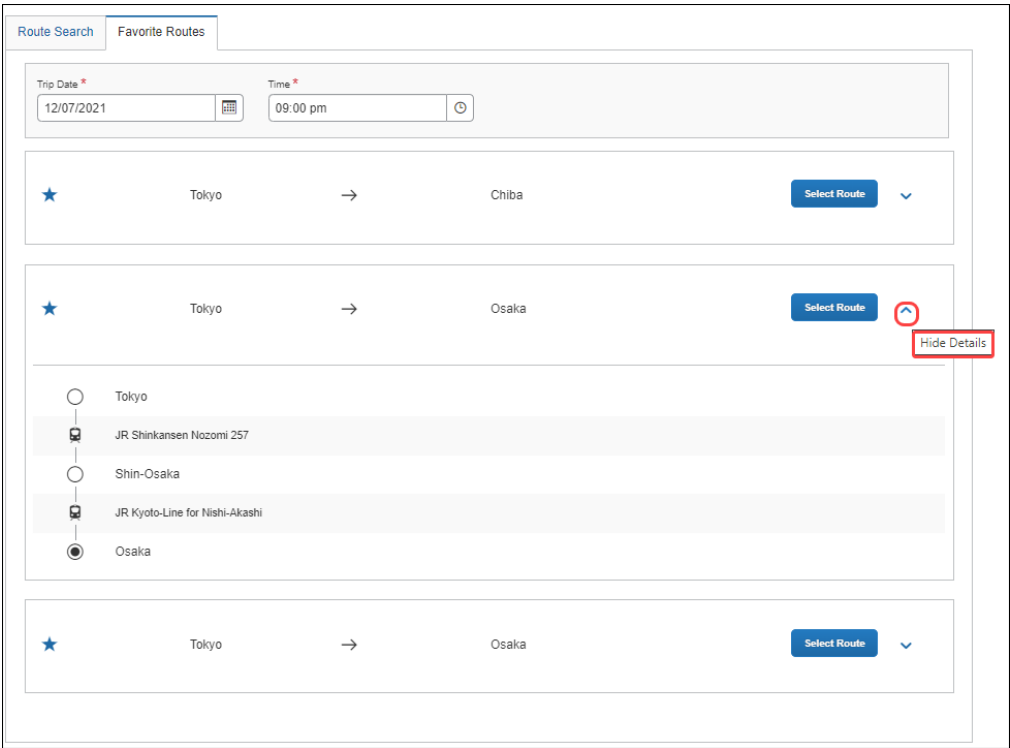 Route Search Favorite Routes
Trip Date * Time *
12/07/2021 09:00 pm
Tokyo → Chiba Select Route
Tokyo → Osaka Select Route
Hide Details
Tokyo
JR Shinkansen Nozomi 257
Shin-Osaka
JR Kyoto-Line for Nishi-Akashi
Osaka
Tokyo → Osaka Select Route